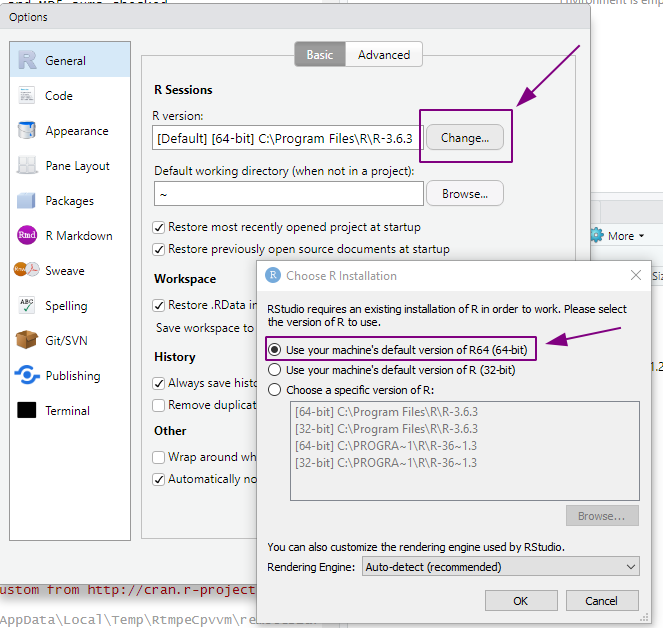 and NPF sums checked
Environment is emp
Options
General
Code
Appearance
Pane Layout
Packages
Rmd
R Markdown
Sweave
ABC
Spelling
Git/SVN
Publishing
Terminal
Basic
Advanced
R Sessions
R version:
[Default] [64-bit] C:\Program Files\R\R-3.6.3
Change...
Default working directory (when not in a project):
~
Browse...
Restore most recently opened project at startup
Restore previously open source documents at startup
Workspace
Restore .RData in
Save workspace to
History
Always save histo
Remove duplicat
Other
Wrap around wh
Automatically no
More
Siz
1.2
R Choose R Installation
RStudio requires an existing installation of R in order to work. Please select
the version of R to use.
Use your machine's default version of R64 (64-bit)
Use your machine's default version of R (32-bit)
Choose a specific version of R:
[64-bit] C:\Program Files\R\R-3.6.3
[32-bit] C:\Program Files\R\R-3.6.3
[64-bit] C:\PROGRA~1\R\R-36~1.3
[32-bit] C:\PROGRA~1\R\R-36~1.3
Browse...
You can also customize the rendering engine used by RStudio.
Rendering Engine:
Auto-detect (recommended)
OK
Cancel
ustom from http://cran.r-project
AppData\Local\Temp\RtmpeCpvvm\re